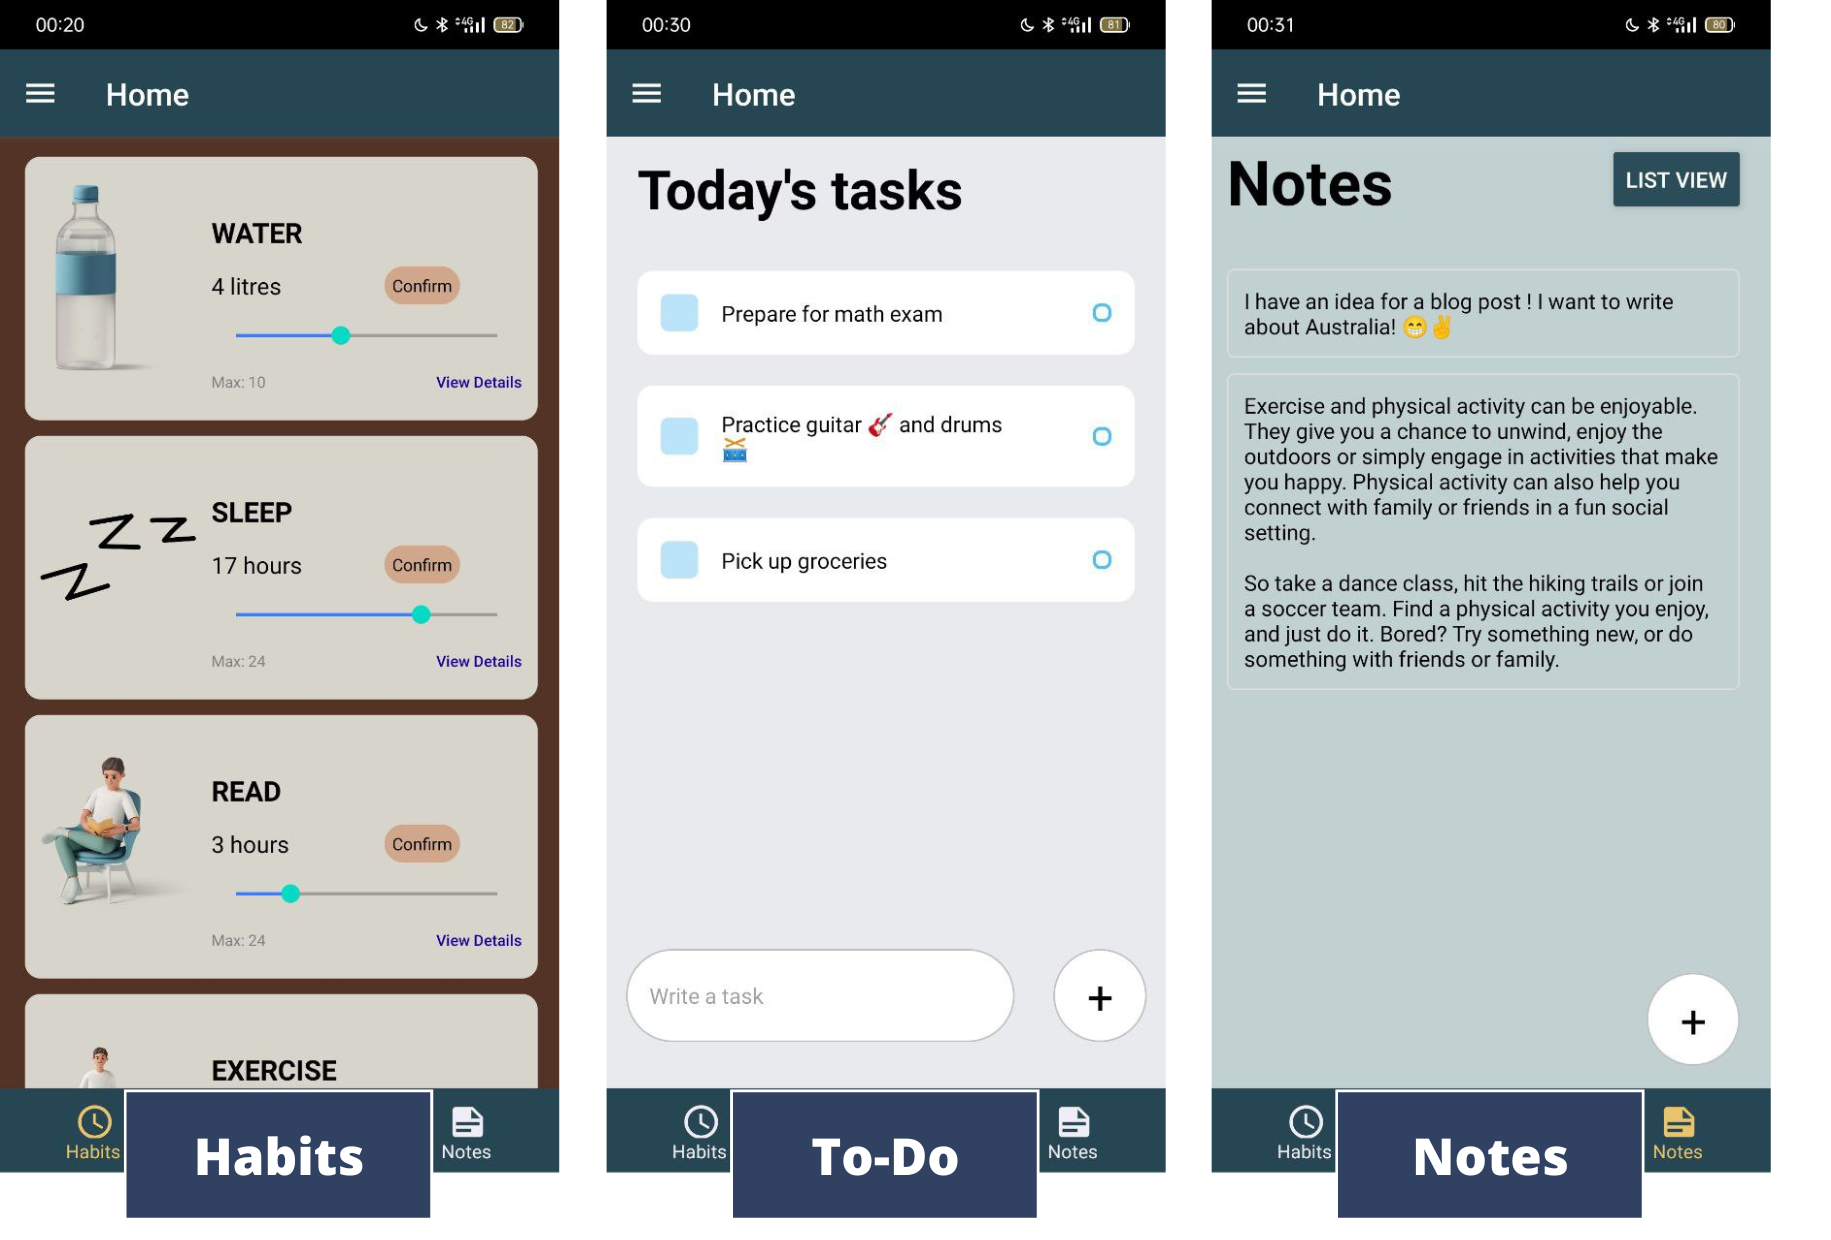 00:20
4G
82
Home
WATER
4 litres
Confirm
Max: 10
View Details
SLEEP
17 hours
Confirm
Max: 24
View Details
READ
3 hours
Confirm
Max: 24
View Details
EXERCISE
Habits
Notes
Habits
00:30
4G
81
Home
Today's tasks
Prepare for math exam
Practice guitar 🎸 and drums
🥁
Pick up groceries
Write a task
+
Habits
Notes
To-Do
00:31
4G
80
Home
Notes
LIST VIEW
I have an idea for a blog post ! I want to write
about Australia! 😁✌️
Exercise and physical activity can be enjoyable.
They give you a chance to unwind, enjoy the
outdoors or simply engage in activities that make
you happy. Physical activity can also help you
connect with family or friends in a fun social
setting.
So take a dance class, hit the hiking trails or join
a soccer team. Find a physical activity you enjoy,
and just do it. Bored? Try something new, or do
something with friends or family.
+
Habits
Notes
Notes